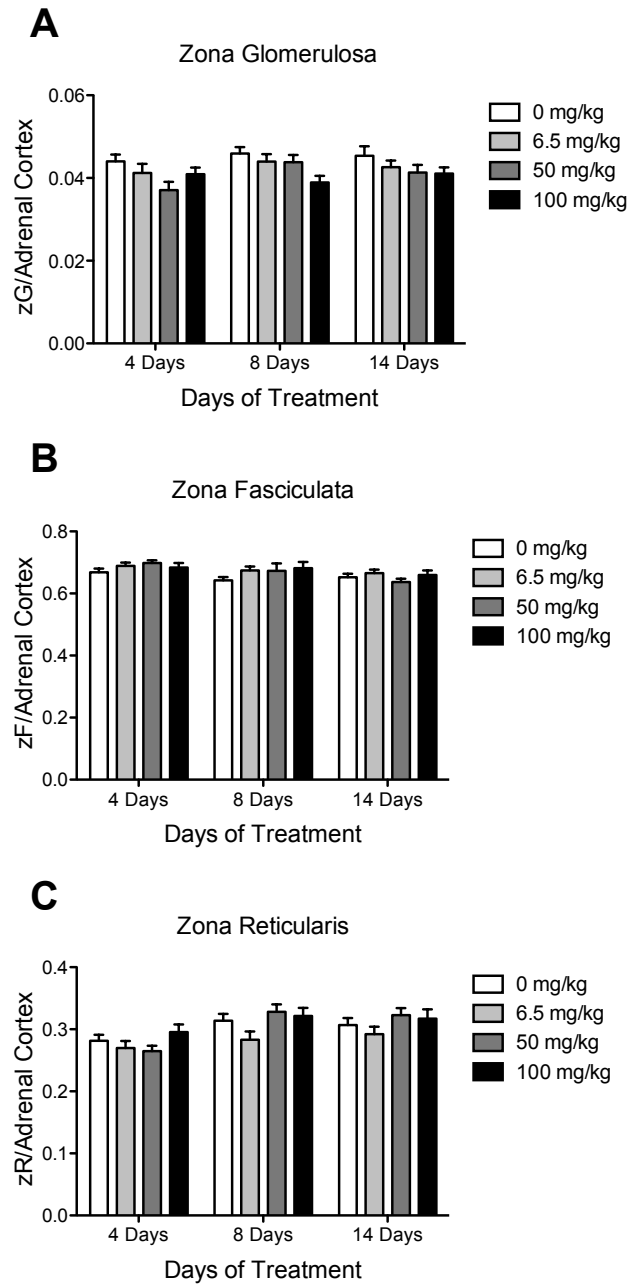 A
Zona Glomerulosa
zG/Adrenal Cortex
0.06
0.04
0.02
0.00
4 Days
8 Days
14 Days
Days of Treatment
0 mg/kg
6.5 mg/kg
50 mg/kg
100 mg/kg
B
Zona Fasciculata
zF/Adrenal Cortex
0.8
0.6
0.4
0.2
0.0
4 Days
8 Days
14 Days
Days of Treatment
0 mg/kg
6.5 mg/kg
50 mg/kg
100 mg/kg
C
Zona Reticularis
zR/Adrenal Cortex
0.4
0.3
0.2
0.1
0.0
4 Days
8 Days
14 Days
Days of Treatment
0 mg/kg
6.5 mg/kg
50 mg/kg
100 mg/kg